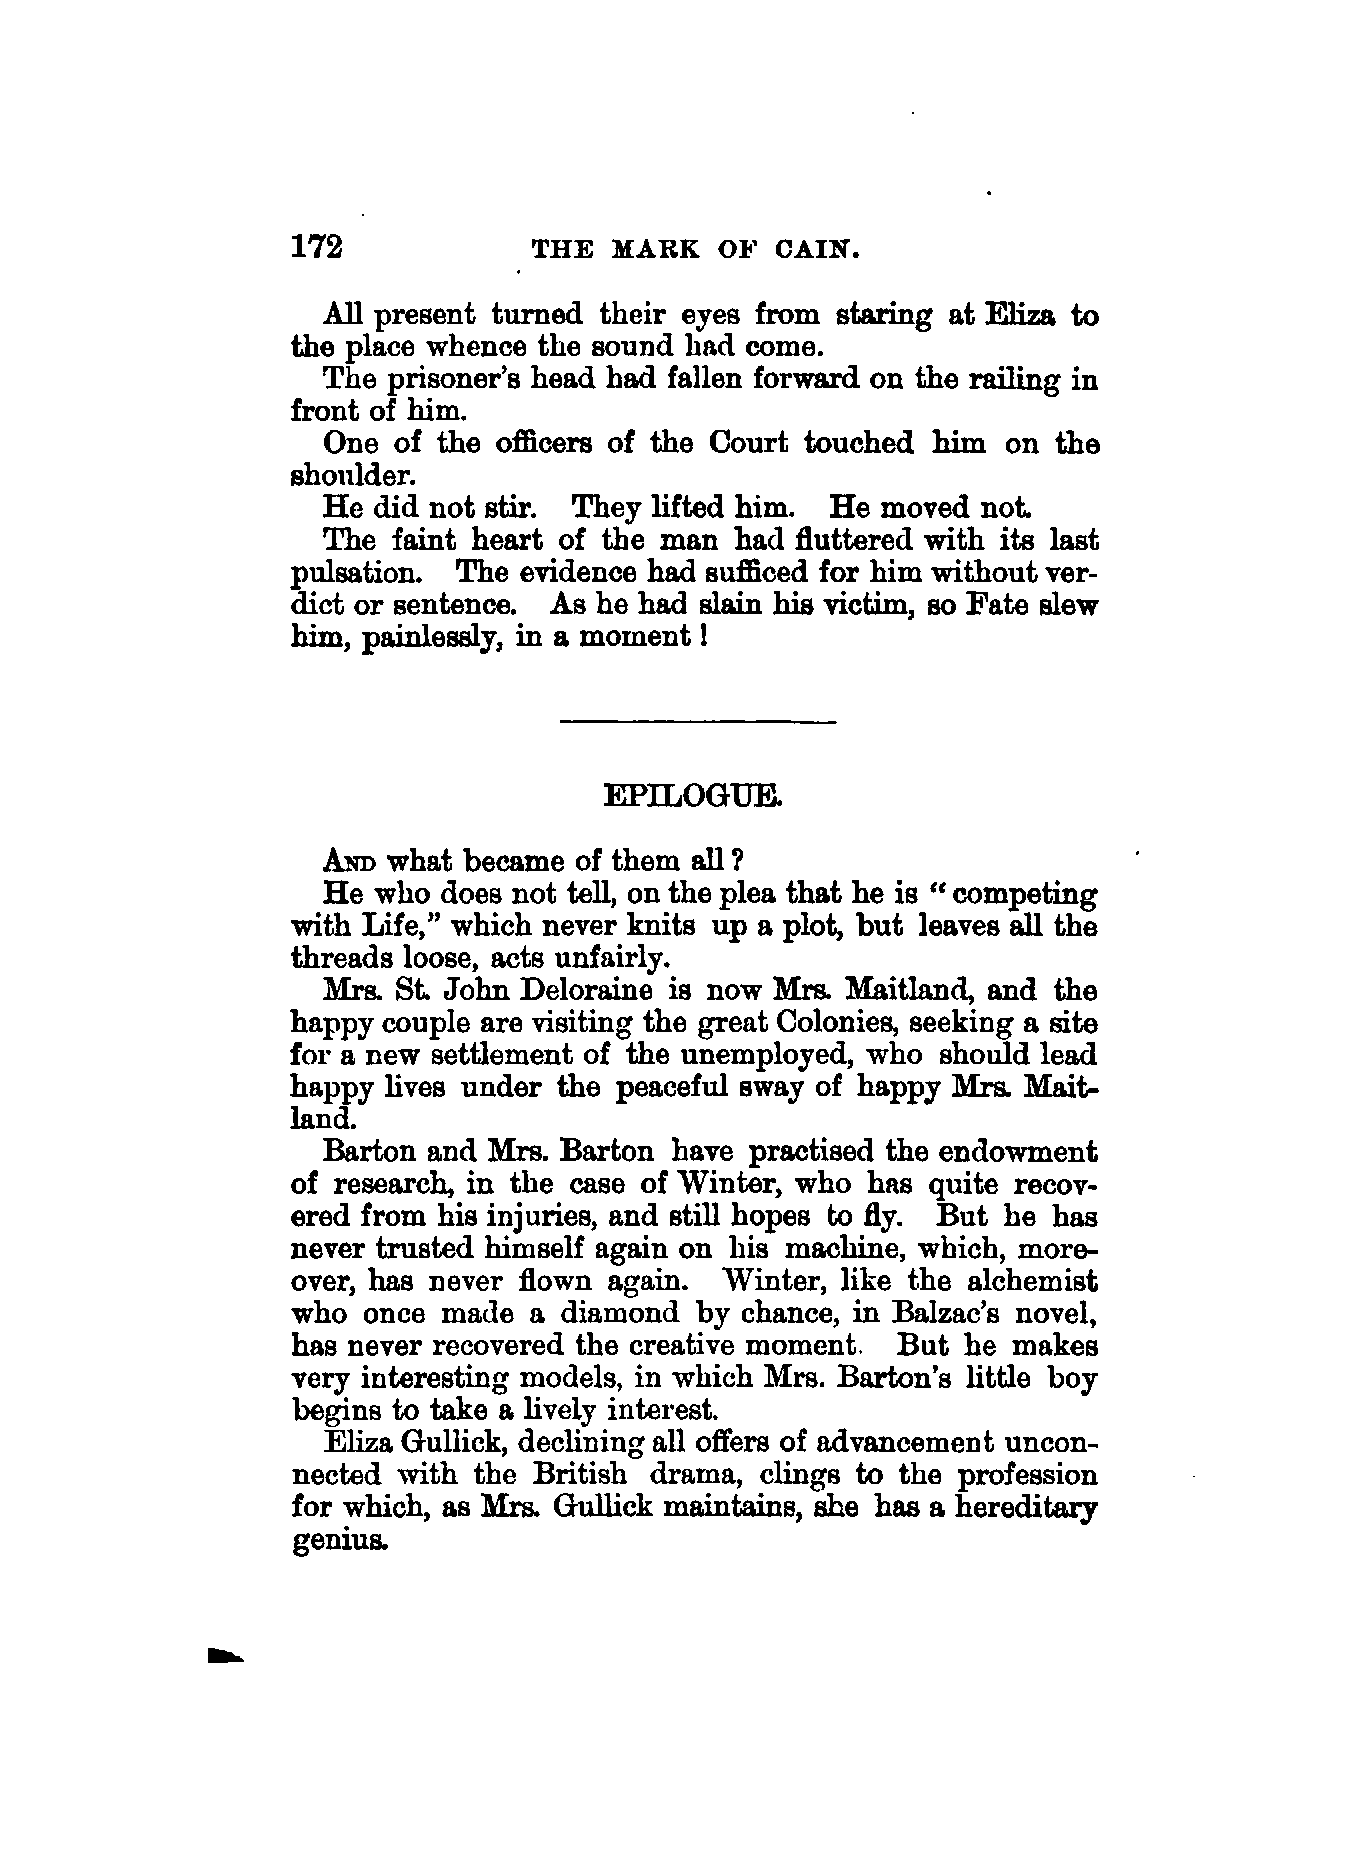 172 THE MARK OF CAIN.
All present turned their eyes from staring at Eliza to
the place whence the sound had come.
The prisoner's head had fallen forward on the railing in
front of him.
One of the officers of the Court touched him on the
shoulder.
He did not stir. They lifted him. He moved not.
The faint heart of the man had fluttered with its last
pulsation. The evidence had sufficed for him without ver-
dict or sentence. As he had slain his victim, so Fate slew
him, painlessly, in a moment!
EPILOGUE.
AND what became of them all?
He who does not tell, on the plea that he is "competing
with Life," which never knits up a plot, but leaves all the
threads loose, acts unfairly.
Mrs. St. John Deloraine is now Mrs. Maitland, and the
happy couple are visiting the great Colonies, seeking a site
for a new settlement of the unemployed, who should lead
happy lives under the peaceful sway of happy Mrs. Mait-
land.
Barton and Mrs. Barton have practised the endowment
of research, in the case of Winter, who has quite recov-
ered from his injuries, and still hopes to fly. But he has
never trusted himself again on his machine, which, more-
over, has never flown again. Winter, like the alchemist
who once made a diamond by chance, in Balzac's novel,
has never recovered the creative moment. But he makes
very interesting models, in which Mrs. Barton's little boy
begins to take a lively interest.
Eliza Gullick, declining all offers of advancement uncon-
nected with the British drama, clings to the profession
for which, as Mrs. Gullick maintains, she has a hereditary
genius.